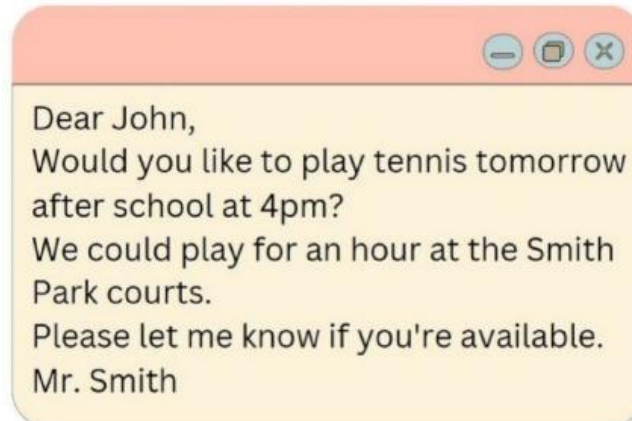 Dear John,
Would you like to play tennis tomorrow
after school at 4pm?
We could play for an hour at the Smith
Park courts.
Please let me know if you're available.
Mr. Smith